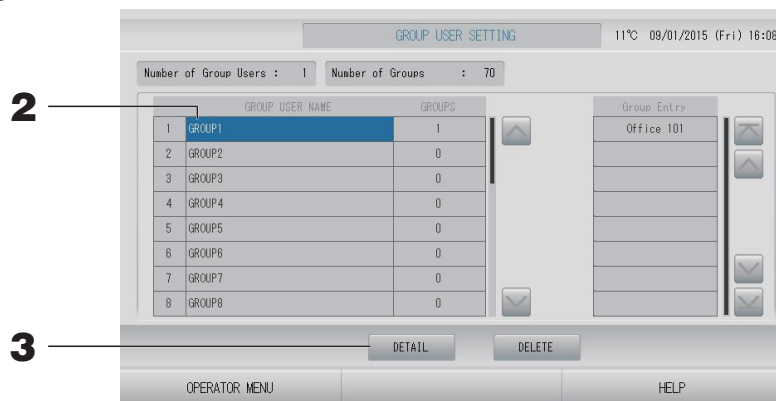 GROUP USER SETTING 11℃ 09/01/2015 (Fri) 16:08
Number of Group Users : 1 Number of Groups : 70
2
GROUP USER NAME GROUPS Group Entry
1 GROUP1 1 Office 101
2 GROUP2 0
3 GROUP3 0
4 GROUP4 0
5 GROUP5 0
6 GROUP6 0
7 GROUP7 0
8 GROUP8 0
3
DETAIL DELETE
OPERATOR MENU HELP